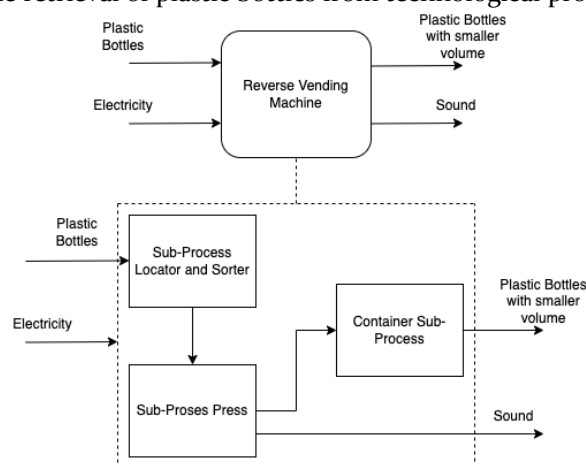 retrieval of plastic bottles from technological
Plastic
Bottles
Electricity
Reverse Vending
Machine
Plastic Bottles
with smaller
volume
Sound
Plastic
Bottles
Electricity
Sub-Process
Locator and Sorter
Sub-Proses Press
Container Sub-
Process
Plastic Bottles
with smaller
volume
Sound